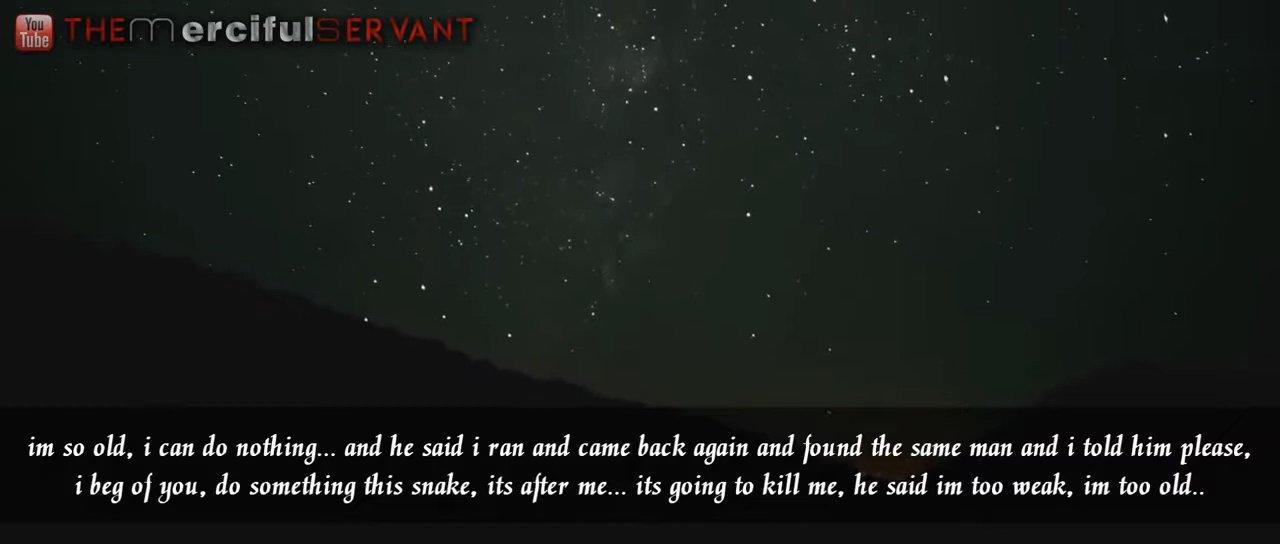 You Tube THEMercifulSERVANT
im so old, i can do nothing... and he said i ran and came back again and found the same man and i told him please,
i beg of you, do something this snake, its after me... its going to kill me, he said im too weak, im too old..